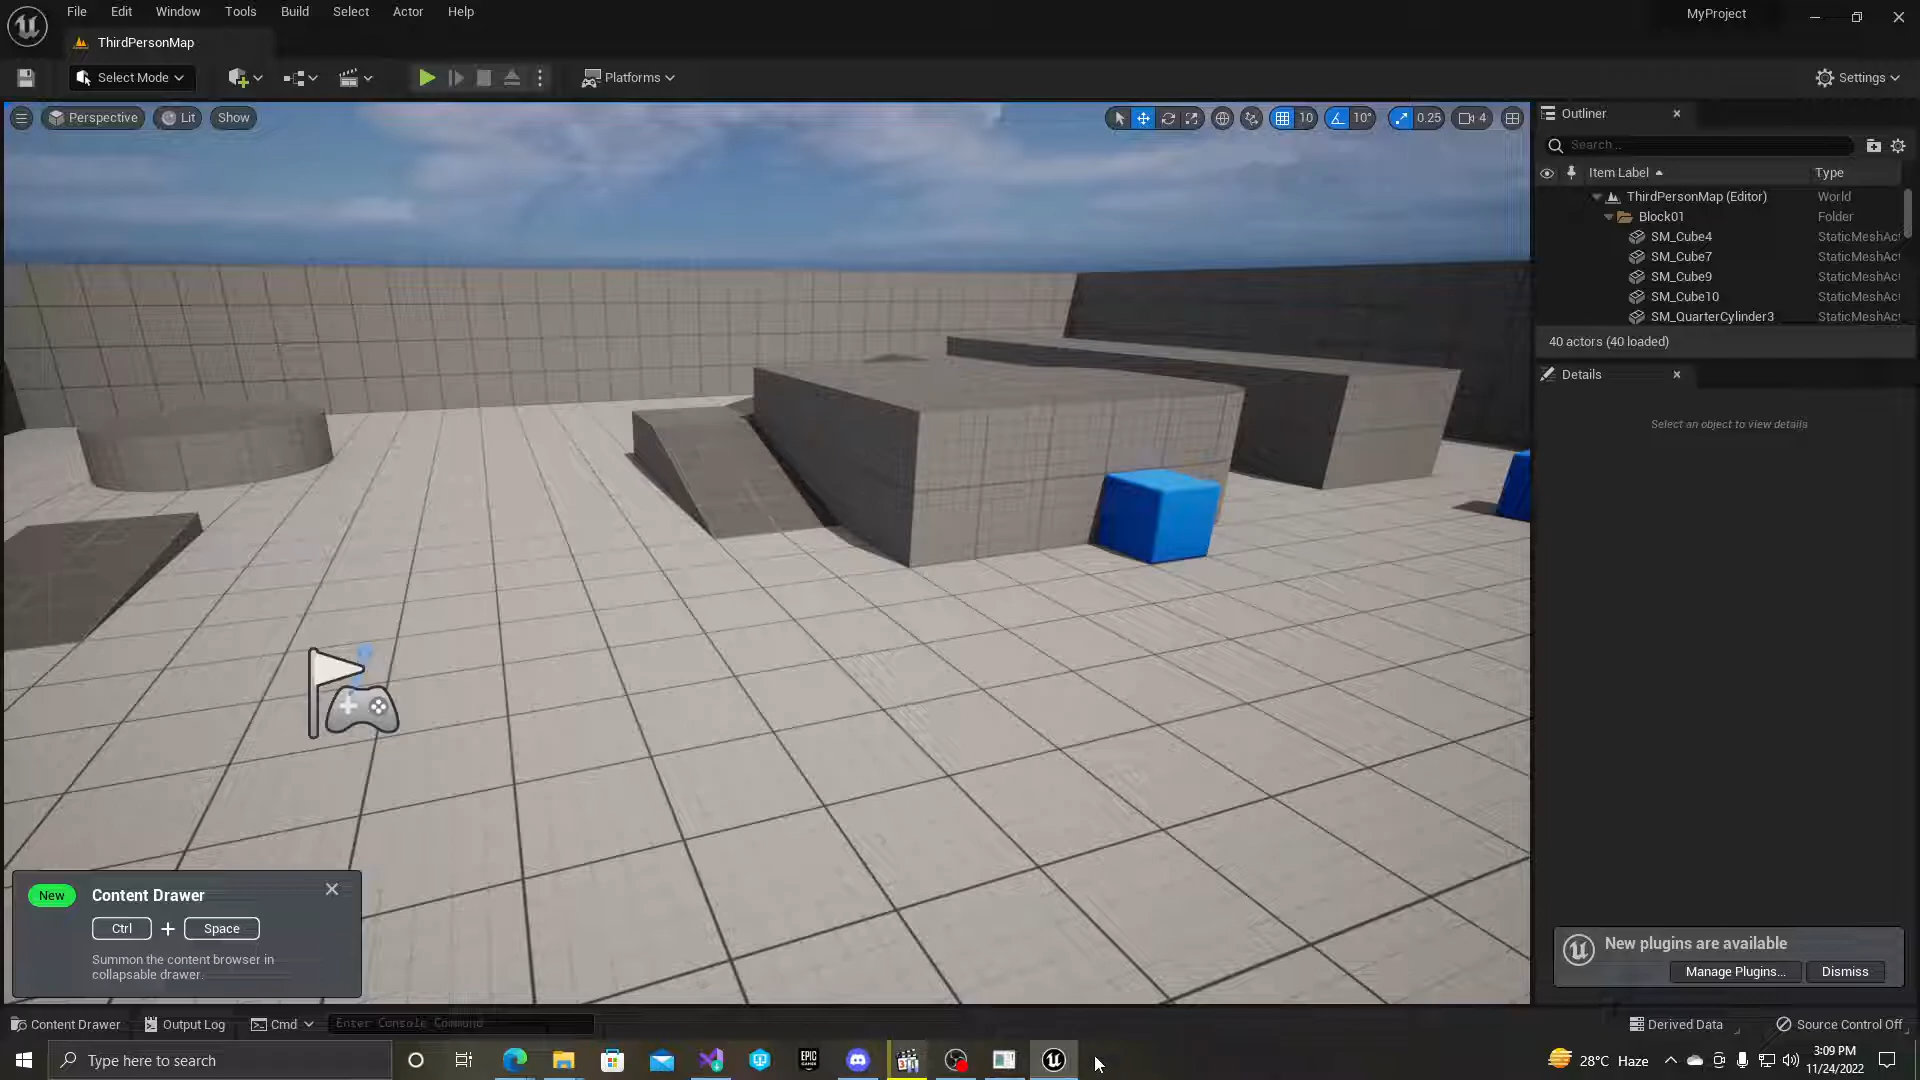 File Edit Window Tools Build Select Actor Help
MyProject
ThirdPersonMap
Select Mode
Platforms
Settings
Perspective Lit Show
10 10° 0.25 4
Outliner
Search...
Item Label Type
ThirdPersonMap (Editor) World
Block01 Folder
SM_Cube4 StaticMeshAct
SM_Cube7 StaticMeshAct
SM_Cube9 StaticMeshAct
SM_Cube10 StaticMeshAct
SM_QuarterCylinder3 StaticMeshAct
40 actors (40 loaded)
Details
Select an object to view details
New Content Drawer
Ctrl + Space
Summon the content browser in
collapsable drawer.
New plugins are available
Manage Plugins... Dismiss
Content Drawer Output Log Cmd Enter Console Command
Derived Data Source Control Off
Type here to search
EPIC GAMES
28°C Haze
3:09 PM
11/24/2022